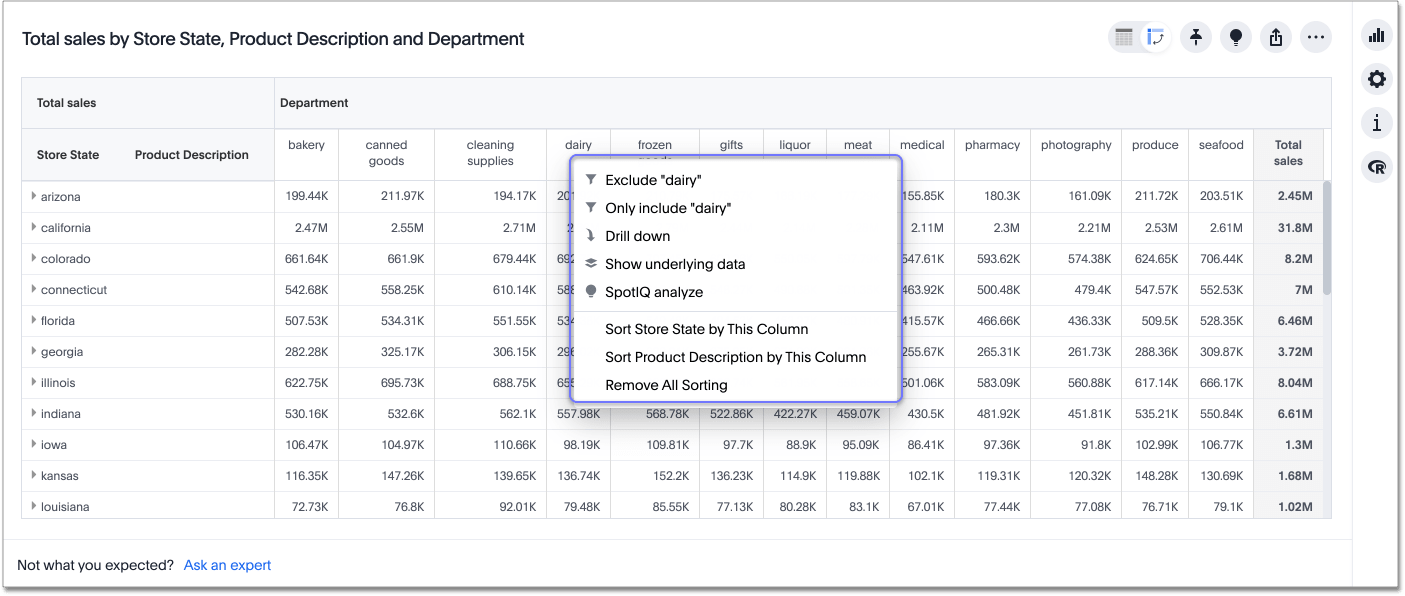 Total sales by Store State, Product Description and Department
Total sales Department
Store State Product Description bakery canned goods cleaning supplies dairy frozen gifts liquor meat medical pharmacy photography produce seafood Total sales
arizona 199.44K 211.97K 194.17K 155.85K 180.3K 161.09K 211.72K 203.51K 2.45M
california 2.47M 2.55M 2.71M 2.11M 2.3M 2.21M 2.53M 2.61M 31.8M
colorado 661.64K 661.9K 679.44K 547.61K 593.62K 574.38K 624.65K 706.44K 8.2M
connecticut 542.68K 558.25K 610.14K 463.92K 500.48K 479.4K 547.57K 552.53K 7M
florida 507.53K 534.31K 551.55K 415.57K 466.66K 436.33K 509.5K 528.35K 6.46M
georgia 282.28K 325.17K 306.15K 255.67K 265.31K 261.73K 288.36K 309.87K 3.72M
illinois 622.75K 695.73K 688.75K 501.06K 583.09K 560.88K 617.14K 666.17K 8.04M
indiana 530.16K 532.6K 562.1K 557.98K 568.78K 522.86K 422.27K 459.07K 430.5K 481.92K 451.81K 535.21K 550.84K 6.61M
iowa 106.47K 104.97K 110.66K 98.19K 109.81K 97.7K 88.9K 95.09K 86.41K 97.36K 91.8K 102.99K 106.77K 1.3M
kansas 116.35K 147.26K 139.65K 136.74K 152.2K 136.23K 114.9K 119.88K 102.1K 119.31K 120.32K 148.28K 130.69K 1.68M
louisiana 72.73K 76.8K 92.01K 79.48K 85.55K 77.13K 80.28K 83.1K 67.01K 77.44K 77.08K 76.71K 79.1K 1.02M
Exclude "dairy"
Only include "dairy"
Drill down
Show underlying data
SpotIQ analyze
Sort Store State by This Column
Sort Product Description by This Column
Remove All Sorting
Not what you expected? Ask an expert